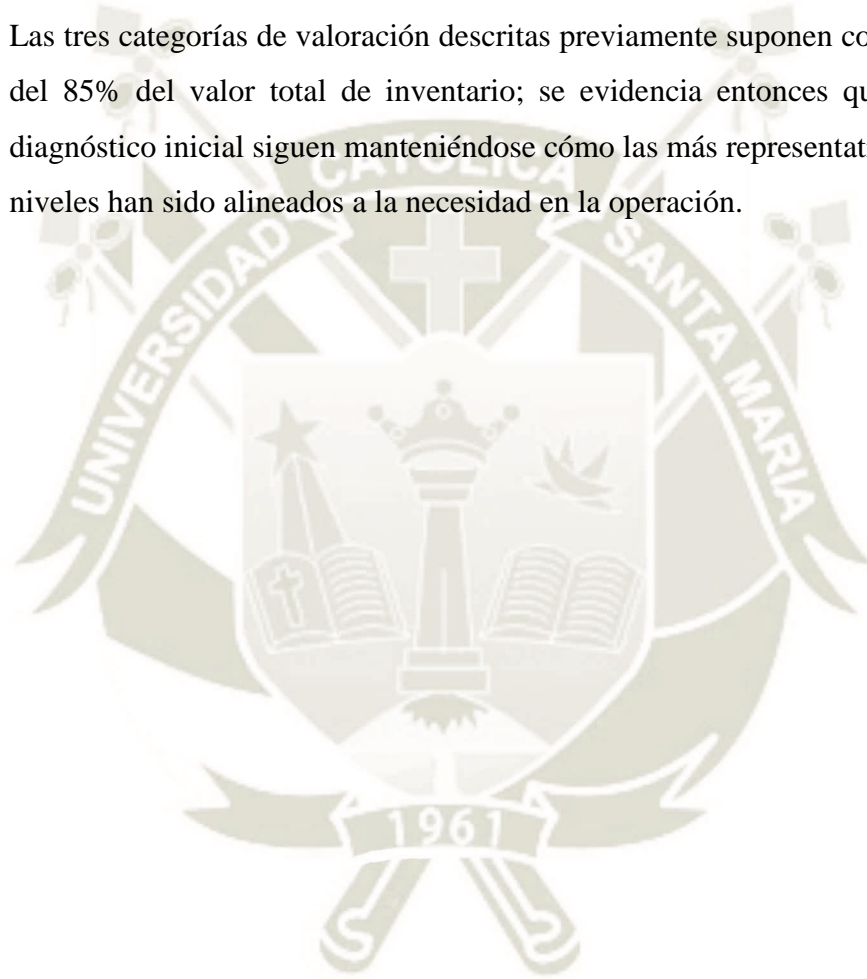 Las tres categorías de valoración descritas previamente suponen
del 85% del valor total de inventario; se evidencia entonces
diagnóstico inicial siguen manteniéndose cómo las más
niveles han sido alineados a la necesidad en la operación.
CATOLICA
UNIVERSIDAD
SANTA MARIA
1961